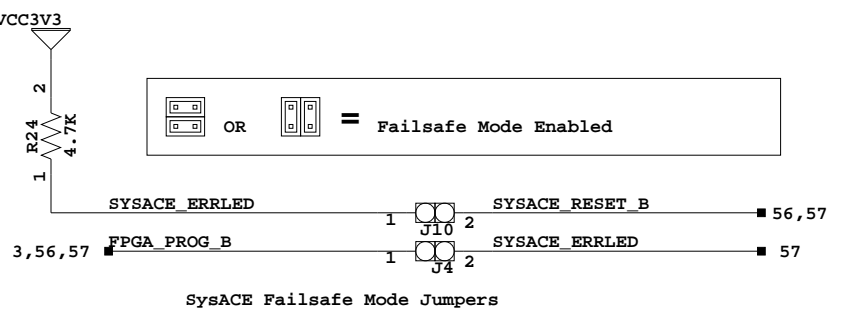 VCC3V3
2
R24
4.7K
1
OR = Failsafe Mode Enabled
SYSACE_ERRLED
1
J10
2
SYSACE_RESET_B
56,57
3,56,57
FPGA_PROG_B
1
J4
2
SYSACE_ERRLED
57
SysACE Failsafe Mode Jumpers